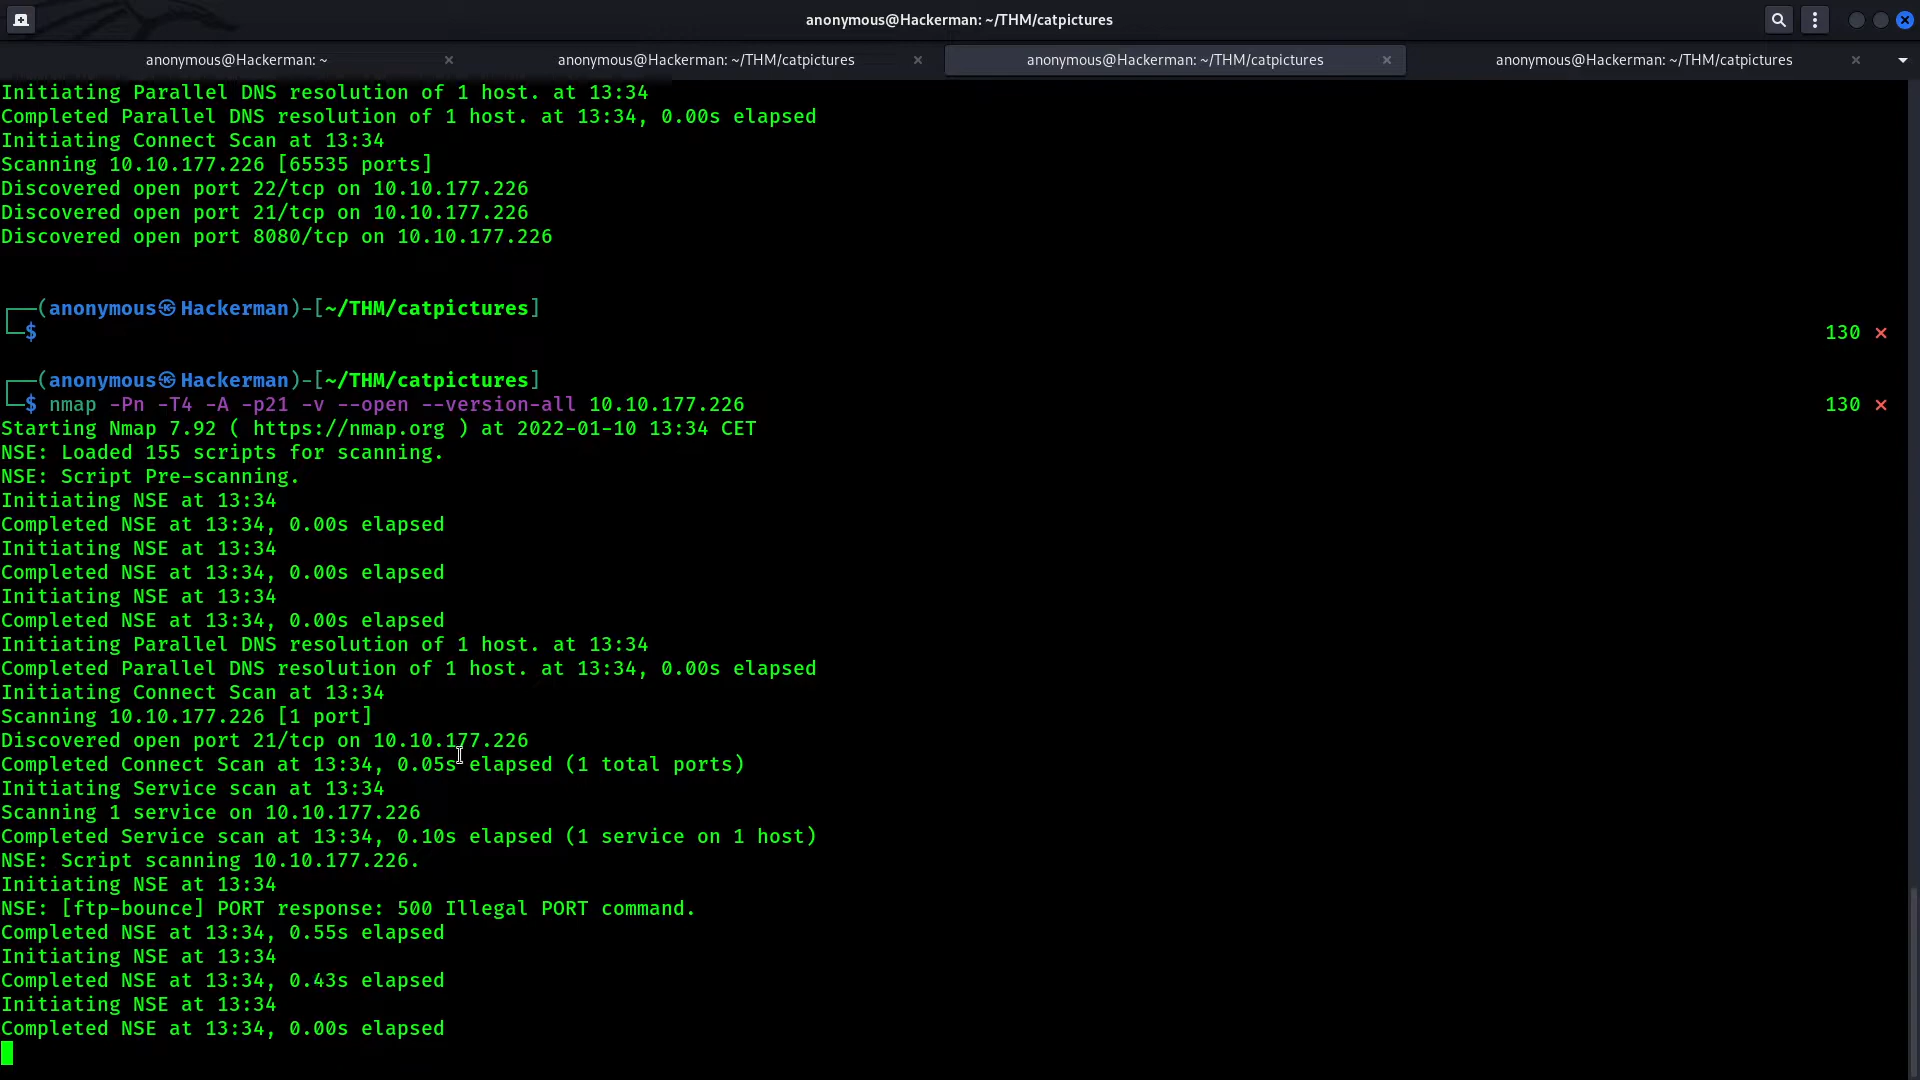 anonymous@Hackerman: ~/THM/catpictures
anonymous@Hackerman: ~
anonymous@Hackerman: ~/THM/catpictures
anonymous@Hackerman: ~/THM/catpictures
anonymous@Hackerman: ~/THM/catpictures
Initiating Parallel DNS resolution of 1 host. at 13:34
Completed Parallel DNS resolution of 1 host. at 13:34, 0.00s elapsed
Initiating Connect Scan at 13:34
Scanning 10.10.177.226 [65535 ports]
Discovered open port 22/tcp on 10.10.177.226
Discovered open port 21/tcp on 10.10.177.226
Discovered open port 8080/tcp on 10.10.177.226
┌──(anonymous㉿Hackerman)-[~/THM/catpictures]
└─$ 130 ⨯
┌──(anonymous㉿Hackerman)-[~/THM/catpictures]
└─$ nmap -Pn -T4 -A -p21 -v --open --version-all 10.10.177.226 130 ⨯
Starting Nmap 7.92 ( https://nmap.org ) at 2022-01-10 13:34 CET
NSE: Loaded 155 scripts for scanning.
NSE: Script Pre-scanning.
Initiating NSE at 13:34
Completed NSE at 13:34, 0.00s elapsed
Initiating NSE at 13:34
Completed NSE at 13:34, 0.00s elapsed
Initiating NSE at 13:34
Completed NSE at 13:34, 0.00s elapsed
Initiating Parallel DNS resolution of 1 host. at 13:34
Completed Parallel DNS resolution of 1 host. at 13:34, 0.00s elapsed
Initiating Connect Scan at 13:34
Scanning 10.10.177.226 [1 port]
Discovered open port 21/tcp on 10.10.177.226
Completed Connect Scan at 13:34, 0.05s elapsed (1 total ports)
Initiating Service scan at 13:34
Scanning 1 service on 10.10.177.226
Completed Service scan at 13:34, 0.10s elapsed (1 service on 1 host)
NSE: Script scanning 10.10.177.226.
Initiating NSE at 13:34
NSE: [ftp-bounce] PORT response: 500 Illegal PORT command.
Completed NSE at 13:34, 0.55s elapsed
Initiating NSE at 13:34
Completed NSE at 13:34, 0.43s elapsed
Initiating NSE at 13:34
Completed NSE at 13:34, 0.00s elapsed